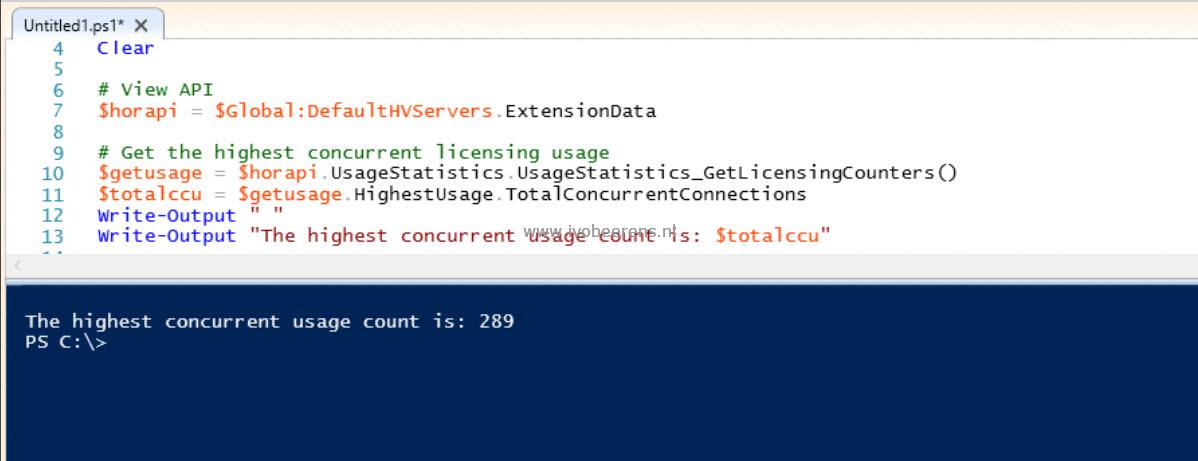 Untitled1.ps1* X
4 Clear
5
6 # View API
7 $horapi = $Global:DefaultHVServers.ExtensionData
8
9 # Get the highest concurrent licensing usage
10 $getusage = $horapi.UsageStatistics.UsageStatistics_GetLicensingCounters()
11 $totalccu = $getusage.HighestUsage.TotalConcurrentConnections
12 Write-Output " "
13 Write-Output "The highest concurrent usage count is: $totalccu"
www.ivobeerens.nl
The highest concurrent usage count is: 289
PS C:\>